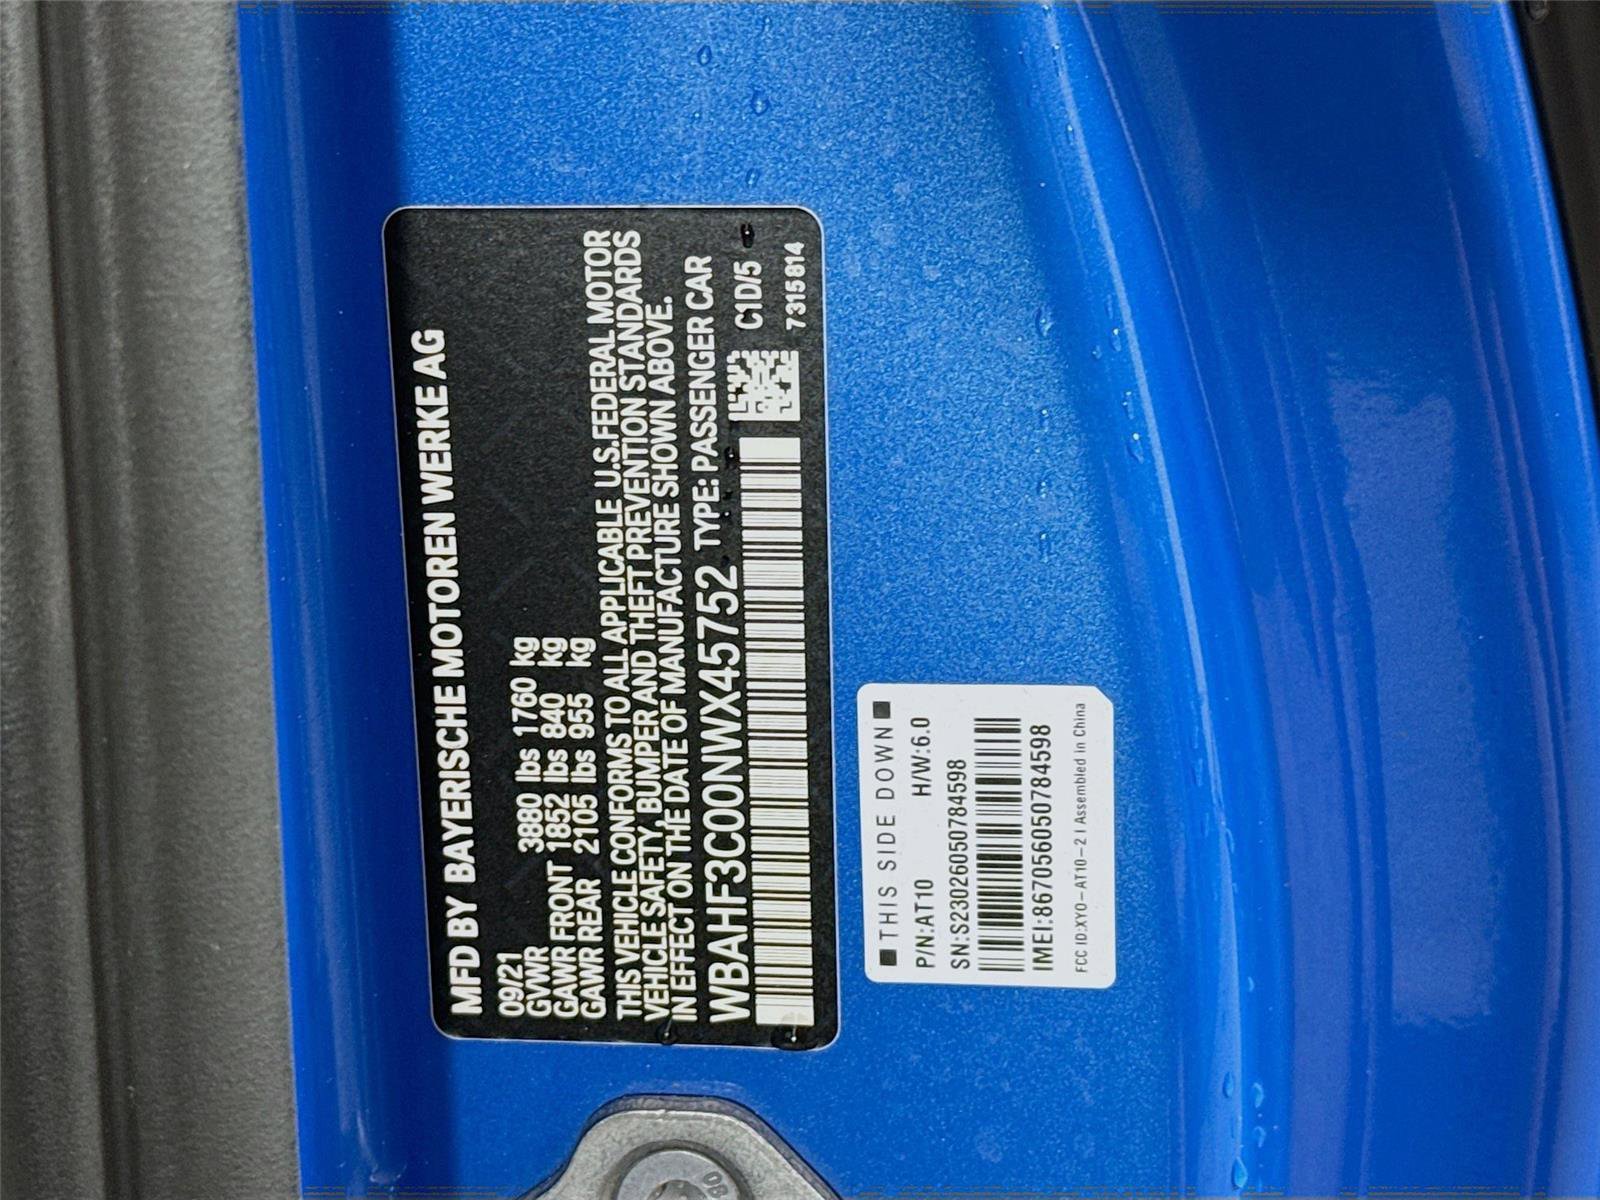 MFD BY BAYERISCHE MOTOREN WERKE AG
09/21
GVWR 3880 lbs 1760 kg
GAWR FRONT 1852 lbs 840 kg
GAWR REAR 2105 lbs 955 kg
THIS VEHICLE CONFORMS TO ALL APPLICABLE U.S.FEDERAL MOTOR
VEHICLE SAFETY, BUMPER AND THEFT PREVENTION STANDARDS
IN EFFECT ON THE DATE OF MANUFACTURE SHOWN ABOVE.
WBAHF3C00NWX45752 TYPE: PASSENGER CAR
C1D/5
7315814
THIS SIDE DOWN
P/N:AT10 H/W:6.0
SN:S23026050784598
IMEI:867056050784598
FCC ID:XYO-AT10-2 | Assembled in China